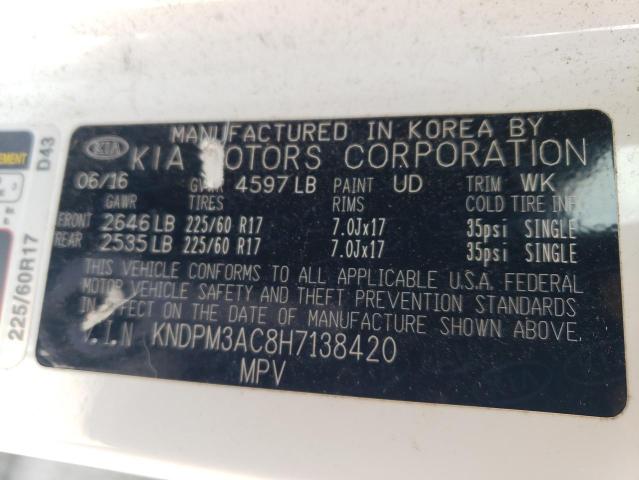 MANUFACTURED IN KOREA BY
KIA KIA MOTORS CORPORATION
06/16 GVWR 4597 LB PAINT UD TRIM WK
GAWR TIRES RIMS COLD TIRE INF
FRONT 2646 LB 225/60 R17 7.0Jx17 35psi SINGLE
REAR 2535 LB 225/60 R17 7.0Jx17 35psi SINGLE
THIS VEHICLE CONFORMS TO ALL APPLICABLE U.S.A. FEDERAL
MOTOR VEHICLE SAFETY AND THEFT PREVENTION STANDARDS
IN EFFECT ON THE DATE OF MANUFACTURE SHOWN ABOVE.
V.I.N KNDPM3AC8H7138420
MPV
D43
225/60R17